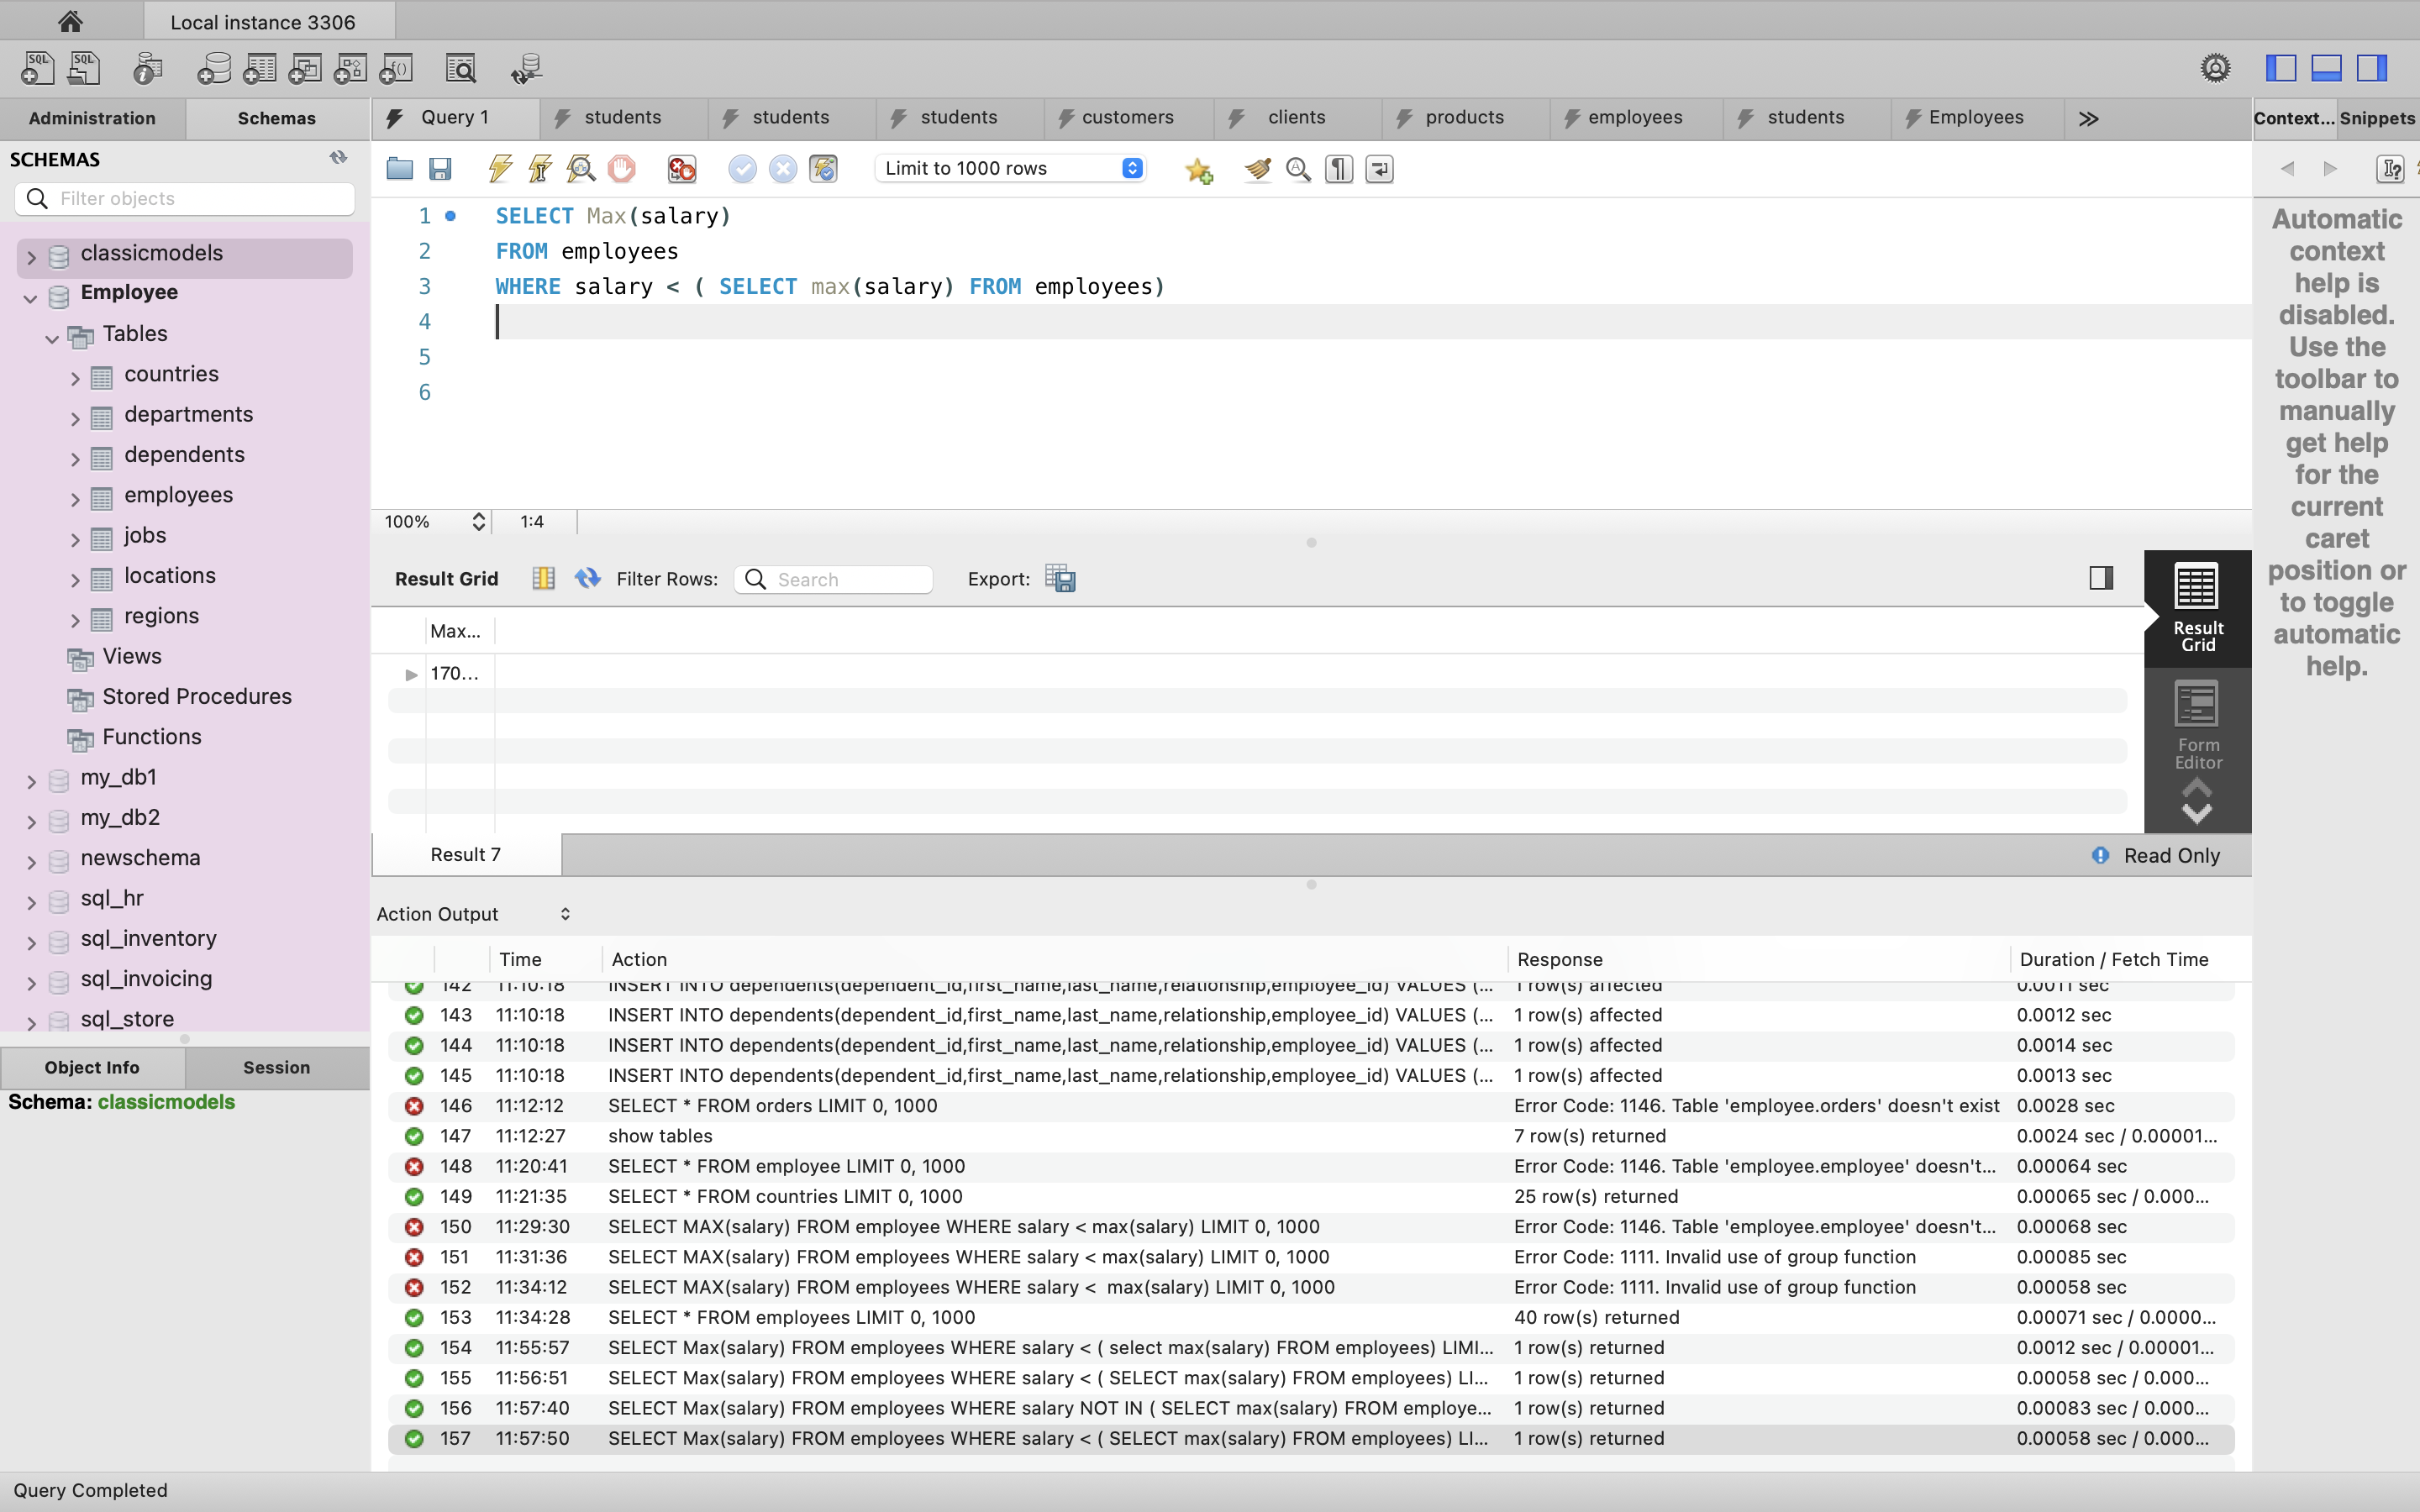 Local instance 3306
Administration
Schemas
Query 1
students
students
students
customers
clients
products
employees
students
Employees
Context...
Snippets
SCHEMAS
Filter objects
classicmodels
Employee
Tables
countries
departments
dependents
employees
jobs
locations
regions
Views
Stored Procedures
Functions
my_db1
my_db2
newschema
sql_hr
sql_inventory
sql_invoicing
sql_store
Object Info
Session
Schema: classicmodels
Limit to 1000 rows
1 SELECT Max(salary)
2 FROM employees
3 WHERE salary < ( SELECT max(salary) FROM employees)
4
5
6
100%
1:4
Result Grid
Filter Rows:
Search
Export:
Max...
170...
Result Grid
Form Editor
Result 7
Read Only
Automatic
context
help is
disabled.
Use the
toolbar to
manually
get help
for the
current
caret
position or
to toggle
automatic
help.
Action Output
Time Action Response Duration / Fetch Time
142 11:10:18 INSERT INTO dependents(dependent_id,first_name,last_name,relationship,employee_id) VALUES (... 1 row(s) affected 0.0011 sec
143 11:10:18 INSERT INTO dependents(dependent_id,first_name,last_name,relationship,employee_id) VALUES (... 1 row(s) affected 0.0012 sec
144 11:10:18 INSERT INTO dependents(dependent_id,first_name,last_name,relationship,employee_id) VALUES (... 1 row(s) affected 0.0014 sec
145 11:10:18 INSERT INTO dependents(dependent_id,first_name,last_name,relationship,employee_id) VALUES (... 1 row(s) affected 0.0013 sec
146 11:12:12 SELECT * FROM orders LIMIT 0, 1000 Error Code: 1146. Table 'employee.orders' doesn't exist 0.0028 sec
147 11:12:27 show tables 7 row(s) returned 0.0024 sec / 0.00001...
148 11:20:41 SELECT * FROM employee LIMIT 0, 1000 Error Code: 1146. Table 'employee.employee' doesn't... 0.00064 sec
149 11:21:35 SELECT * FROM countries LIMIT 0, 1000 25 row(s) returned 0.00065 sec / 0.000...
150 11:29:30 SELECT MAX(salary) FROM employee WHERE salary < max(salary) LIMIT 0, 1000 Error Code: 1146. Table 'employee.employee' doesn't... 0.00068 sec
151 11:31:36 SELECT MAX(salary) FROM employees WHERE salary < max(salary) LIMIT 0, 1000 Error Code: 1111. Invalid use of group function 0.00085 sec
152 11:34:12 SELECT MAX(salary) FROM employees WHERE salary <  max(salary) LIMIT 0, 1000 Error Code: 1111. Invalid use of group function 0.00058 sec
153 11:34:28 SELECT * FROM employees LIMIT 0, 1000 40 row(s) returned 0.00071 sec / 0.0000...
154 11:55:57 SELECT Max(salary) FROM employees WHERE salary < ( select max(salary) FROM employees) LIMI... 1 row(s) returned 0.0012 sec / 0.00001...
155 11:56:51 SELECT Max(salary) FROM employees WHERE salary < ( SELECT max(salary) FROM employees) LI... 1 row(s) returned 0.00058 sec / 0.000...
156 11:57:40 SELECT Max(salary) FROM employees WHERE salary NOT IN ( SELECT max(salary) FROM employe... 1 row(s) returned 0.00083 sec / 0.000...
157 11:57:50 SELECT Max(salary) FROM employees WHERE salary < ( SELECT max(salary) FROM employees) LI... 1 row(s) returned 0.00058 sec / 0.000...
Query Completed